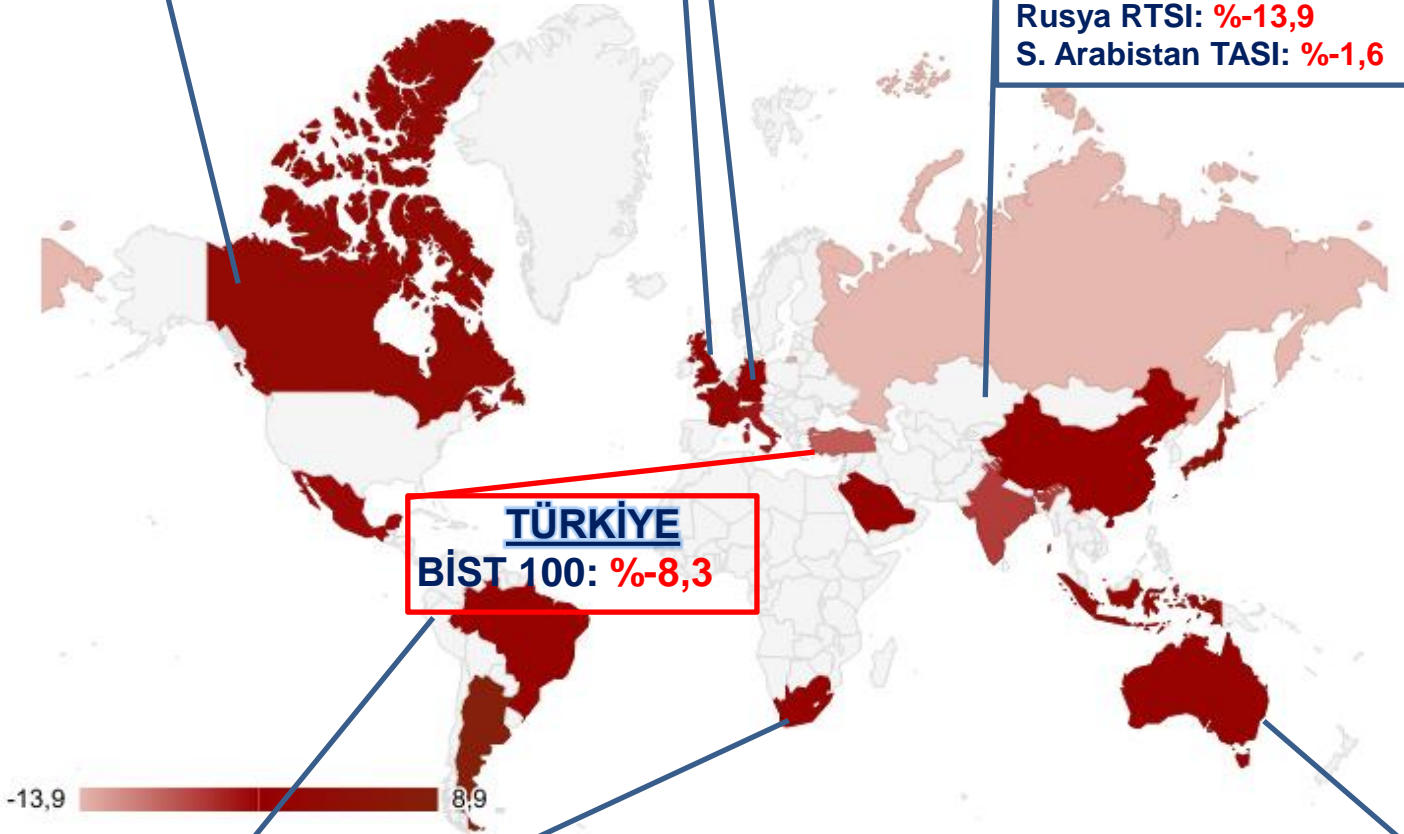 Rusya RTSI: %-13,9
S. Arabistan TASI: %-1,6
TÜRKİYE
BİST 100: %-8,3
-13,9
8,9